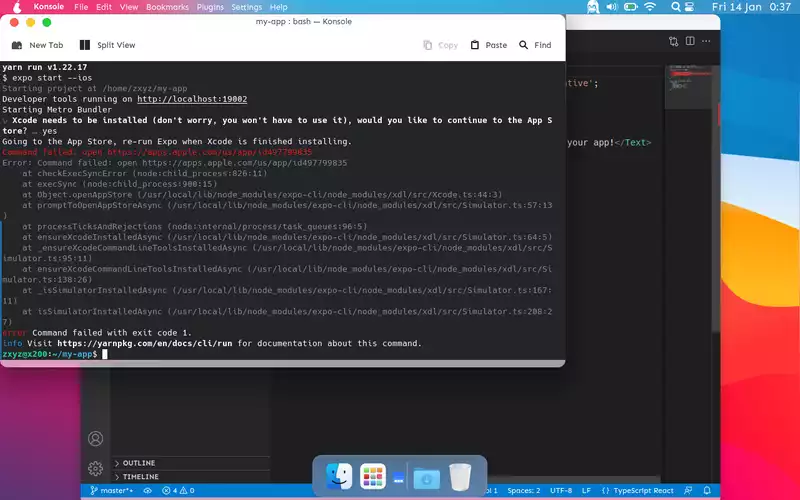 Konsole File Edit View Bookmarks Plugins Settings Help Fri 14 Jan 0:37
my-app : bash — Konsole
New Tab Split View Copy Paste Find
yarn run v1.22.17
$ expo start --ios
Starting project at /home/zxyz/my-app
Developer tools running on http://localhost:19002
Starting Metro Bundler
Xcode needs to be installed (don't worry, you won't have to use it), would you like to continue to the App S
tore? … yes
Going to the App Store, re-run Expo when Xcode is finished installing.
Command failed: open https://apps.apple.com/us/app/id497799835
Error: Command failed: open https://apps.apple.com/us/app/id497799835
at checkExecSyncError (node:child_process:826:11)
at execSync (node:child_process:900:15)
at Object.openAppStore (/usr/local/lib/node_modules/expo-cli/node_modules/xdl/src/Xcode.ts:44:3)
at promptToOpenAppStoreAsync (/usr/local/lib/node_modules/expo-cli/node_modules/xdl/src/Simulator.ts:57:13
)
at processTicksAndRejections (node:internal/process/task_queues:96:5)
at ensureXcodeInstalledAsync (/usr/local/lib/node_modules/expo-cli/node_modules/xdl/src/Simulator.ts:64:5)
at _ensureXcodeCommandLineToolsInstalledAsync (/usr/local/lib/node_modules/expo-cli/node_modules/xdl/src/S
imulator.ts:95:11)
at ensureXcodeCommandLineToolsInstalledAsync (/usr/local/lib/node_modules/expo-cli/node_modules/xdl/src/Si
mulator.ts:138:26)
at _isSimulatorInstalledAsync (/usr/local/lib/node_modules/expo-cli/node_modules/xdl/src/Simulator.ts:167:
11)
at isSimulatorInstalledAsync (/usr/local/lib/node_modules/expo-cli/node_modules/xdl/src/Simulator.ts:208:2
7)
error Command failed with exit code 1.
info Visit https://yarnpkg.com/en/docs/cli/run for documentation about this command.
zxyz@x200:~/my-app$
ative';
your app!</Text>
OUTLINE
TIMELINE
master*+ 4 0 1 Spaces: 2 UTF-8 LF {} TypeScript React